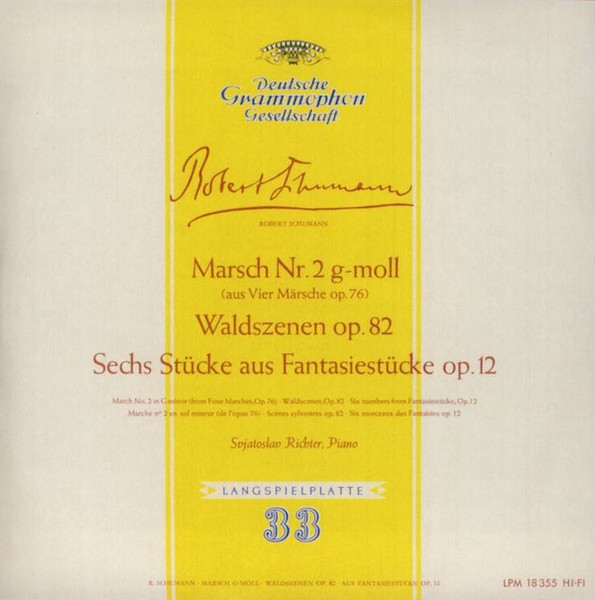 Deutsche
Grammophon
Gesellschaft
Robert Schumann
ROBERT SCHUMANN
Marsch Nr. 2 g-moll
(aus Vier Märsche op. 76)
Waldszenen op. 82
Sechs Stücke aus Fantasiestücke op. 12
March No. 2 in G minor (from Four Marches, Op. 76) · Waldscenen, Op. 82 · Six numbers from Fantasiestücke, Op. 12
Marche nº 2 en sol mineur (de l'opus 76) · Scènes sylvestres op. 82 · Six morceaux des Fantaisies op. 12
Svjatoslav Richter, Piano
LANGSPIELPLATTE
33
R. SCHUMANN · MARSCH G-MOLL · WALDSZENEN OP. 82 · AUS FANTASIESTÜCKE OP. 12
LPM 18 355 HI-FI